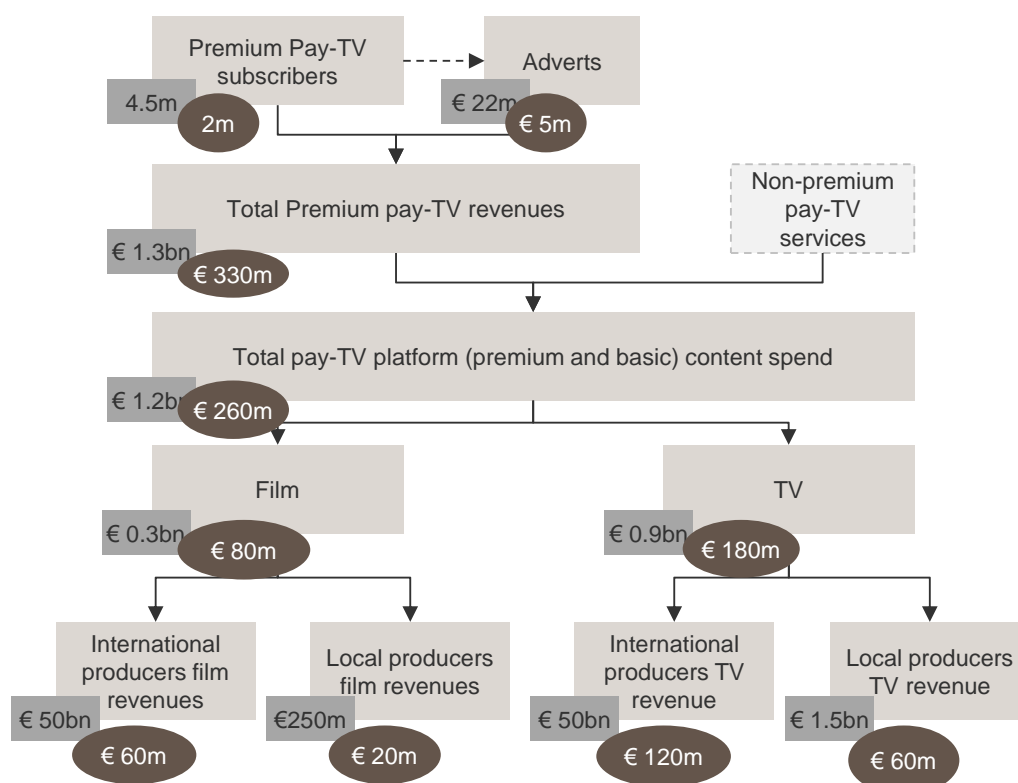 Premium Pay-TV
subscribers
Adverts
4.5m
2m
€ 22m
€ 5m
Total Premium pay-TV revenues
Non-premium
pay-TV
services
€ 1.3bn
€ 330m
Total pay-TV platform (premium and basic) content spend
€ 1.2bn
€ 260m
Film
TV
€ 0.3bn
€ 80m
€ 0.9bn
€ 180m
International
producers film
revenues
Local producers
film revenues
International
producers TV
revenue
Local producers
TV revenue
€ 50bn
€ 60m
€250m
€ 20m
€ 50bn
€ 120m
€ 1.5bn
€ 60m